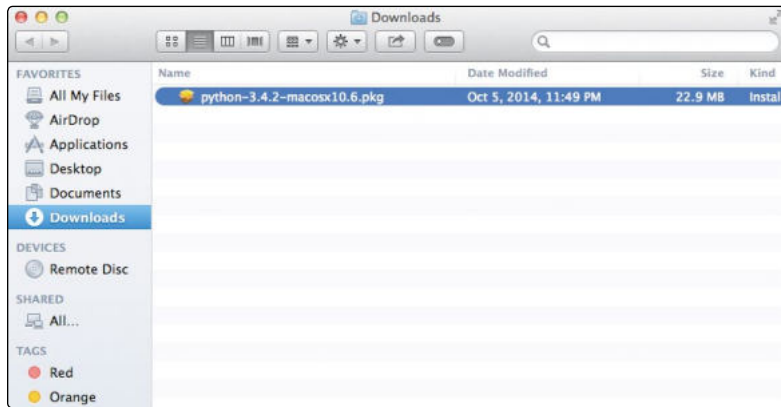 Downloads
FAVORITES
All My Files
AirDrop
Applications
Desktop
Documents
Downloads
DEVICES
Remote Disc
SHARED
All...
TAGS
Red
Orange
Name Date Modified Size Kind
python-3.4.2-macosx10.6.pkg Oct 5, 2014, 11:49 PM 22.9 MB Instal